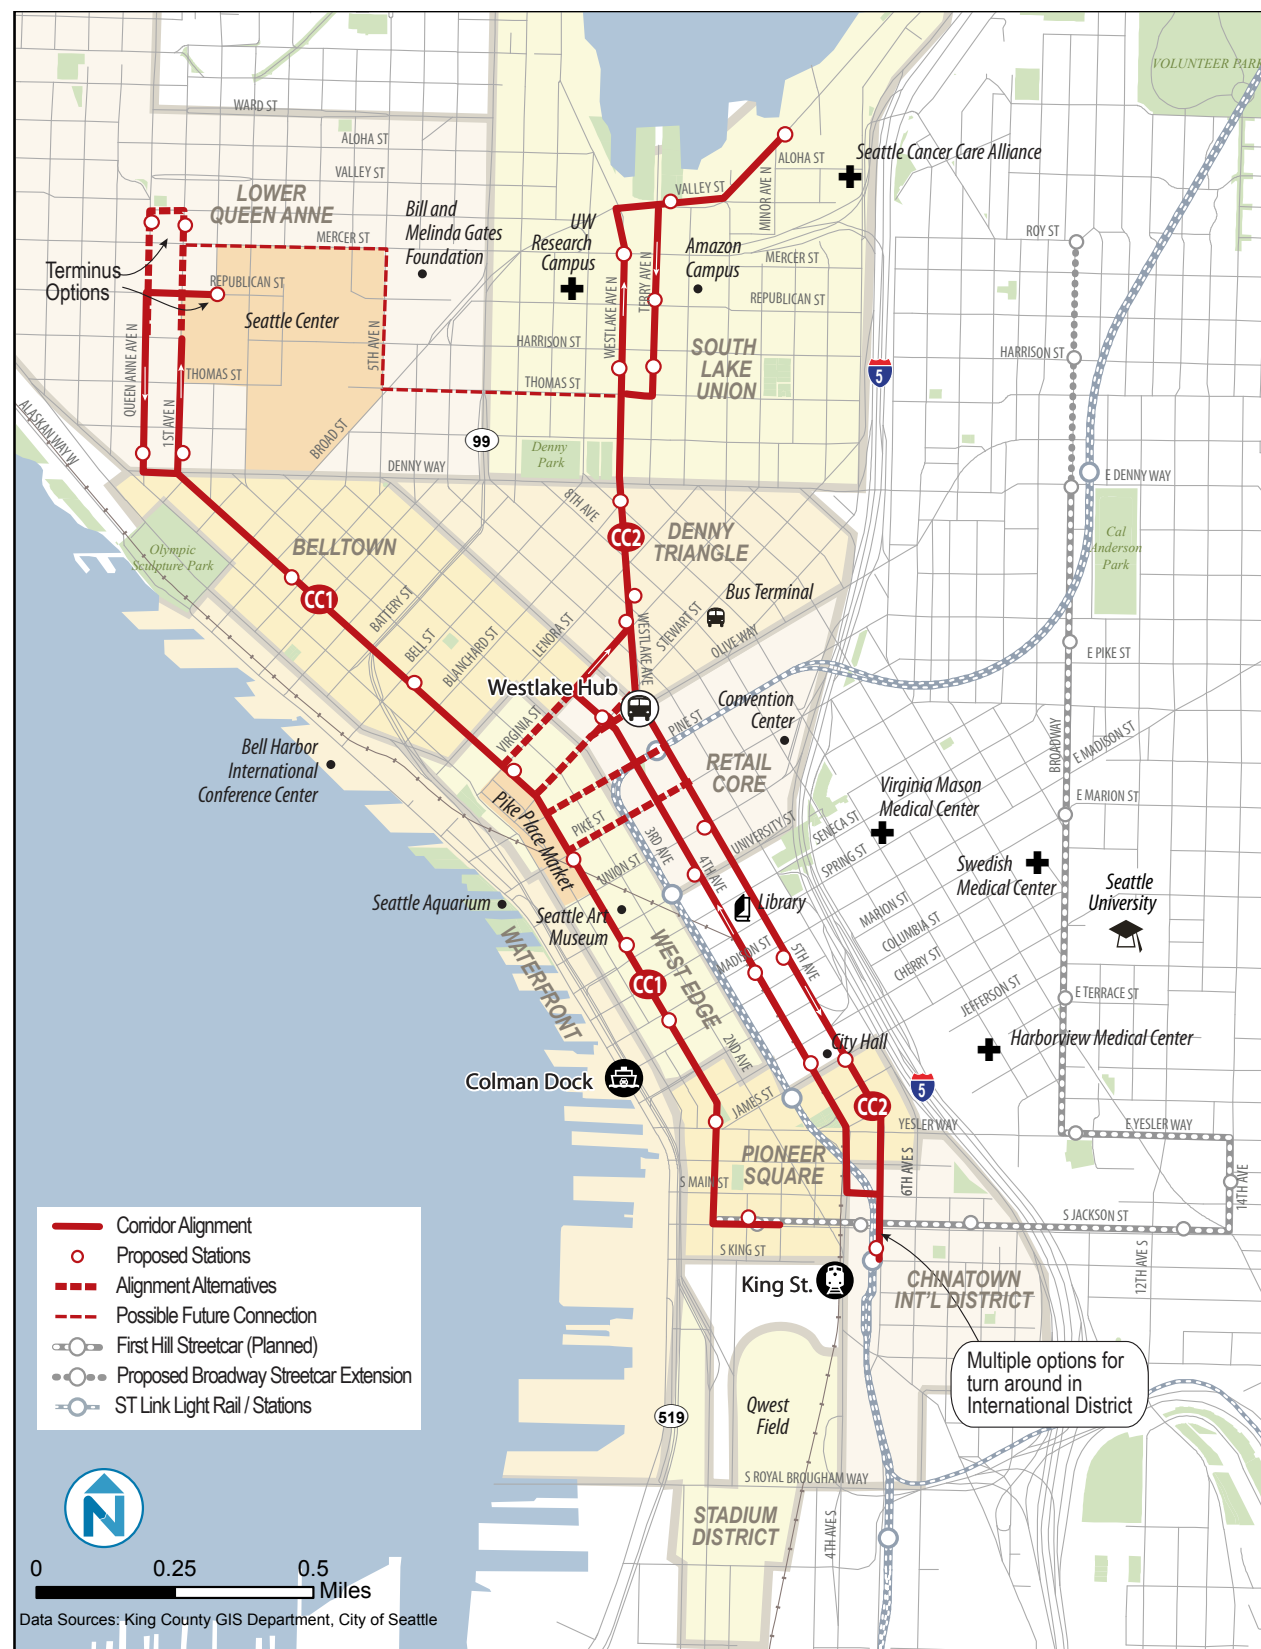 VOLUNTEER PARK
WARD ST
ALOHA ST
VALLEY ST
LOWER
QUEEN ANNE
MERCER ST
Bill and
Melinda Gates
Foundation
UW
Research
Campus
Amazon
Campus
VALLEY ST
ALOHA ST
MINOR AVE N
Seattle Cancer Care Alliance
ROY ST
Terminus
Options
REPUBLICAN ST
Seattle Center
MERCER ST
REPUBLICAN ST
WESTLAKE AVE N
TERRY AVE N
QUEEN ANNE AVE N
1ST AVE N
5TH AVE N
HARRISON ST
THOMAS ST
THOMAS ST
SOUTH
LAKE
UNION
5
HARRISON ST
ALASKAN WAY W
BROAD ST
99
DENNY WAY
Denny
Park
E DENNY WAY
8TH AVE
CC2
DENNY
TRIANGLE
Cal
Anderson
Park
BELLTOWN
Olympic
Sculpture Park
CC1
BATTERY ST
BELL ST
BLANCHARD ST
LENORA ST
VIRGINIA ST
WESTLAKE AVE
STEWART ST
OLIVE WAY
Bus Terminal
E PIKE ST
Westlake Hub
Convention
Center
PINE ST
RETAIL
CORE
BROADWAY
E MADISON ST
Bell Harbor
International
Conference Center
Pike Place Market
PIKE ST
UNION ST
3RD AVE
4TH AVE
UNIVERSITY ST
SENECA ST
SPRING ST
Virginia Mason
Medical Center
E MARION ST
Swedish
Medical Center
Seattle
University
Seattle Aquarium
Seattle Art
Museum
Library
MARION ST
COLUMBIA ST
CHERRY ST
MADISON ST
5TH AVE
WATERFRONT
WEST EDGE
CC1
2ND AVE
JEFFERSON ST
E TERRACE ST
City Hall
Harborview Medical Center
Colman Dock
JAMES ST
CC2
5
YESLER WAY
E YESLER WAY
PIONEER
SQUARE
S MAIN ST
6TH AVE S
14TH AVE
S JACKSON ST
S KING ST
12TH AVE S
King St.
CHINATOWN
INT'L DISTRICT
Corridor Alignment
Proposed Stations
Alignment Alternatives
Possible Future Connection
First Hill Streetcar (Planned)
Proposed Broadway Streetcar Extension
ST Link Light Rail / Stations
Multiple options for
turn around in
International District
519
Qwest
Field
S ROYAL BROUGHAM WAY
STADIUM
DISTRICT
4TH AVE S
N
0 0.25 0.5
Miles
Data Sources: King County GIS Department, City of Seattle